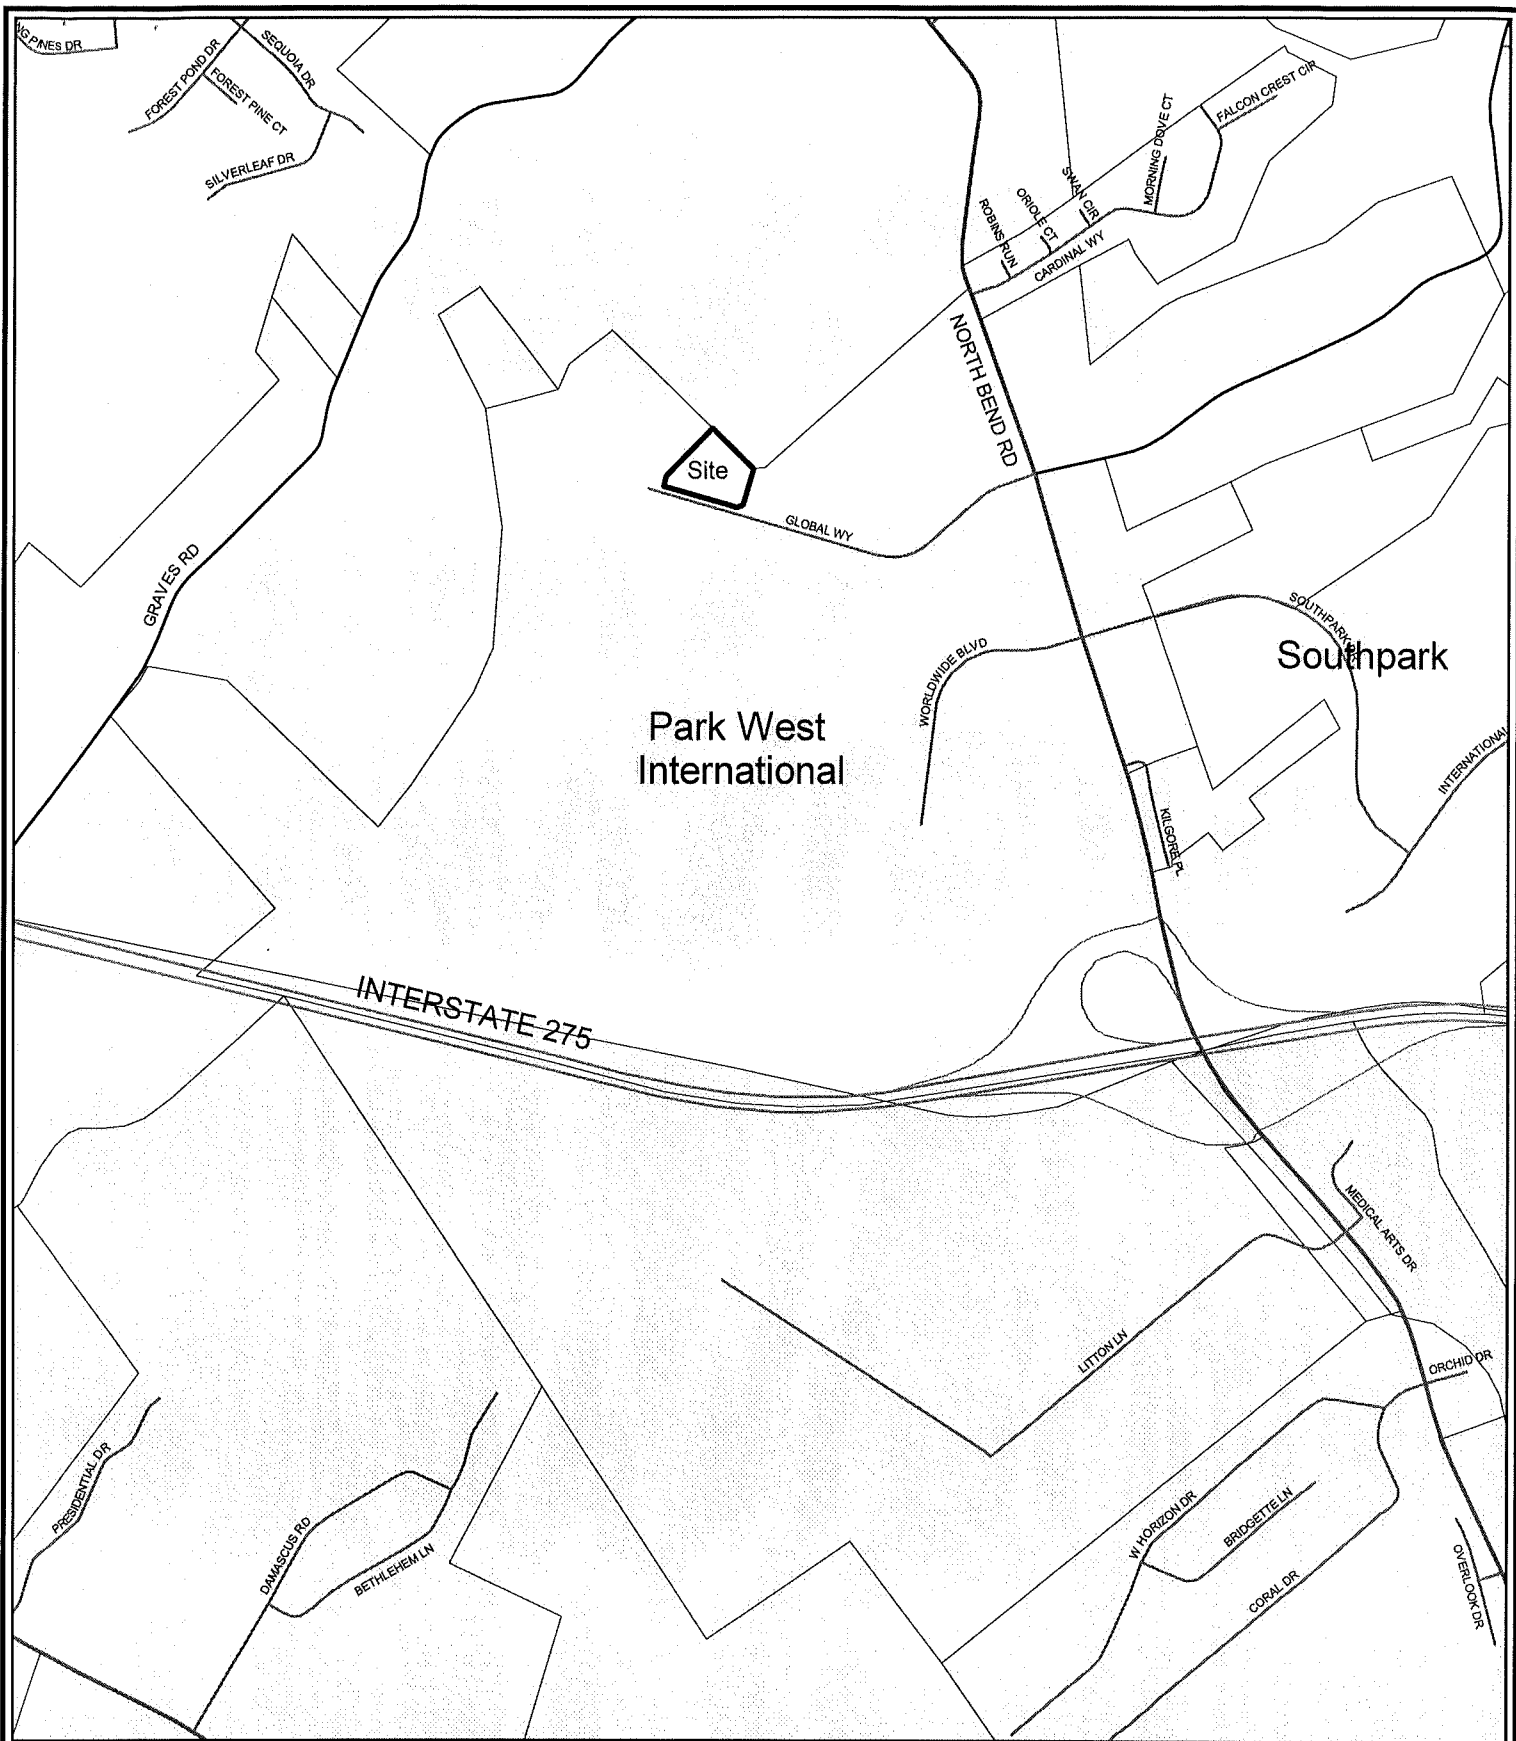 NG PINES DR
FOREST POND DR
SEQUOIA DR
FOREST PINE CT
SILVERLEAF DR
FALCON CREST CIR
MORNING DOVE CT
SWAN CIR
ORIOLE CT
ROBINS RUN
CARDINAL WY
NORTH BEND RD
Site
GLOBAL WY
GRAVES RD
SOUTHPARK
Southpark
WORLDWIDE BLVD
Park West
International
INTERNATIONAL
KILGORE PL
INTERSTATE 275
MEDICAL ARTS DR
LITTON LN
ORCHID DR
PRESIDENTIAL DR
DAMASCUS RD
BETHLEHEM LN
W HORIZON DR
BRIDGETTE LN
CORAL DR
OVERLOOK DR